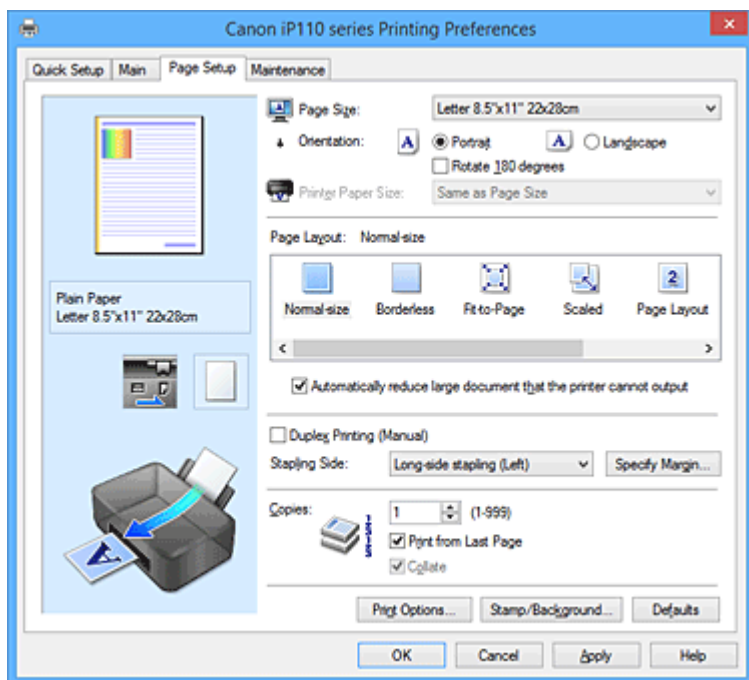 Canon iP110 series Printing Preferences
Quick Setup Main Page Setup Maintenance
Page Size: Letter 8.5"x11" 22x28cm
Orientation: A Portrait A Landscape
Rotate 180 degrees
Printer Paper Size: Same as Page Size
Page Layout: Normal-size
2
Normal-size Borderless Fit-to-Page Scaled Page Layout
Plain Paper
Letter 8.5"x11" 22x28cm
Automatically reduce large document that the printer cannot output
Duplex Printing (Manual)
Stapling Side: Long-side stapling (Left) Specify Margin...
Copies: 1 (1-999)
Print from Last Page
Collate
A
Print Options... Stamp/Background... Defaults
OK Cancel Apply Help